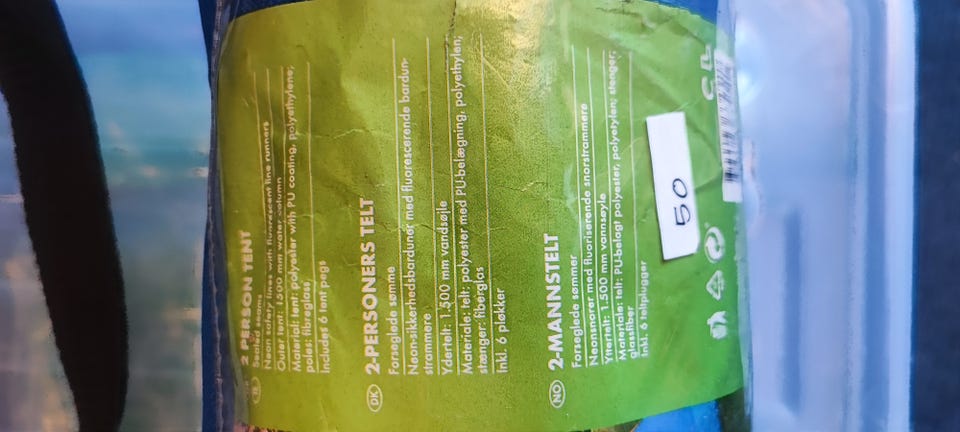 2 PERSON TENT
Sealed seams
Neon safety lines with fluorescent line runners
Outer tent: 1500 mm water column
Material: tent: polyester with PU coating, polyethylene;
poles: fibreglass
Includes 6 tent pegs
DK 2-PERSONERS TELT
Forseglede sømme
Neon-sikkerhedsbarduner med fluorescerende bardun-
strammere
Ydertelt: 1.500 mm vandsøjle
Materiale: telt: polyester med PU-belægning, polyethylen;
stænger: fiberglas
Inkl. 6 pløkker
NO 2-MANNSTELT
Forseglede sømmer
Neonsnorer med fluoriserende snorstrammere
Yttertelt: 1.500 mm vannsøyle
Materiale: telt: PU-belagt polyester, polyetylen; stenger:
glassfiber
Inkl. 6 teltplugger
50